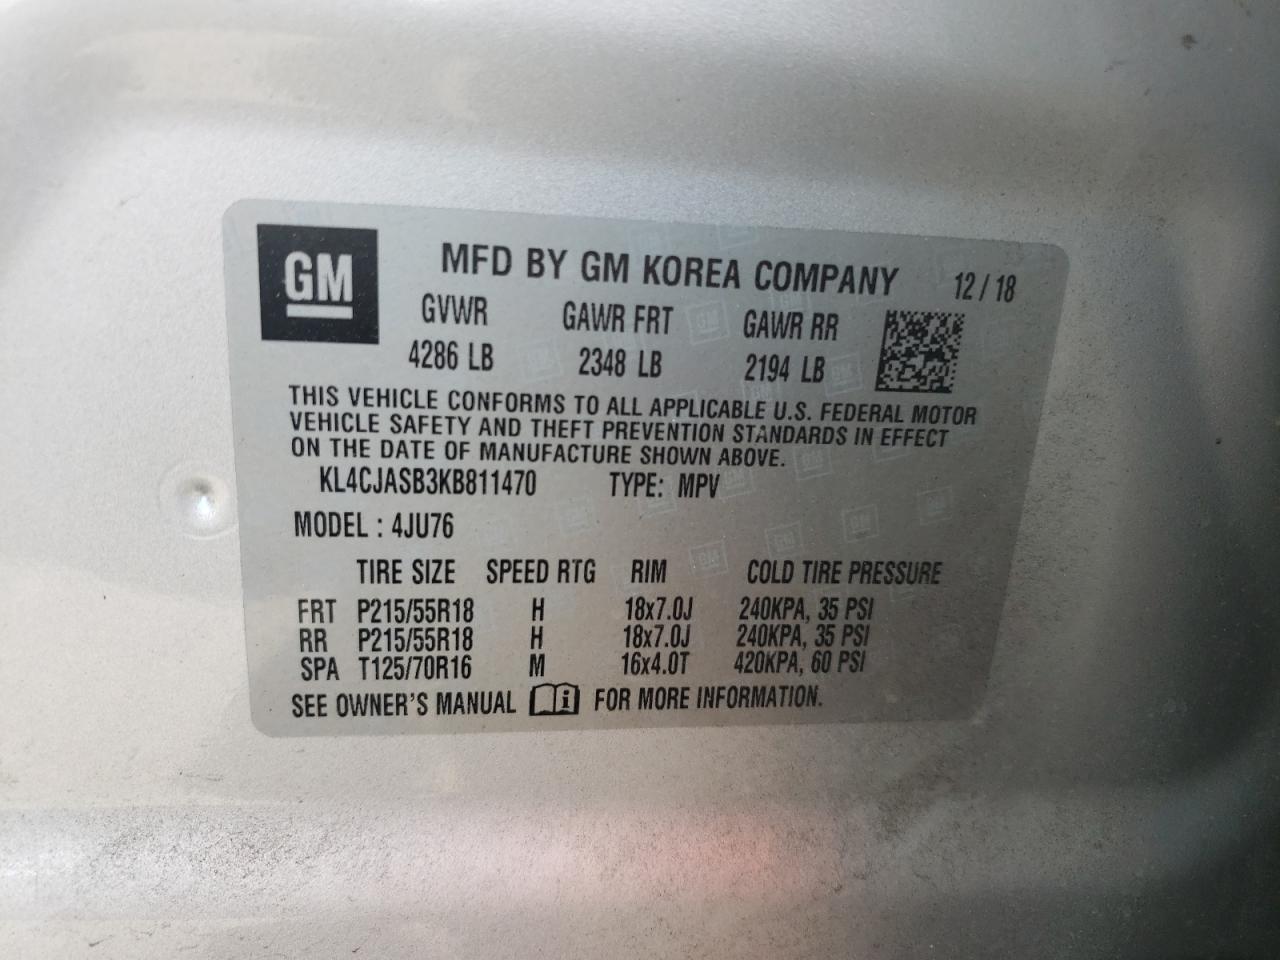 GM
MFD BY GM KOREA COMPANY 12 / 18
GVWR GAWR FRT GAWR RR
4286 LB 2348 LB 2194 LB
THIS VEHICLE CONFORMS TO ALL APPLICABLE U.S. FEDERAL MOTOR
VEHICLE SAFETY AND THEFT PREVENTION STANDARDS IN EFFECT
ON THE DATE OF MANUFACTURE SHOWN ABOVE.
KL4CJASB3KB811470 TYPE: MPV
MODEL : 4JU76
TIRE SIZE SPEED RTG RIM COLD TIRE PRESSURE
FRT P215/55R18 H 18x7.0J 240KPA, 35 PSI
RR P215/55R18 H 18x7.0J 240KPA, 35 PSI
SPA T125/70R16 M 16x4.0T 420KPA, 60 PSI
SEE OWNER'S MANUAL i FOR MORE INFORMATION.